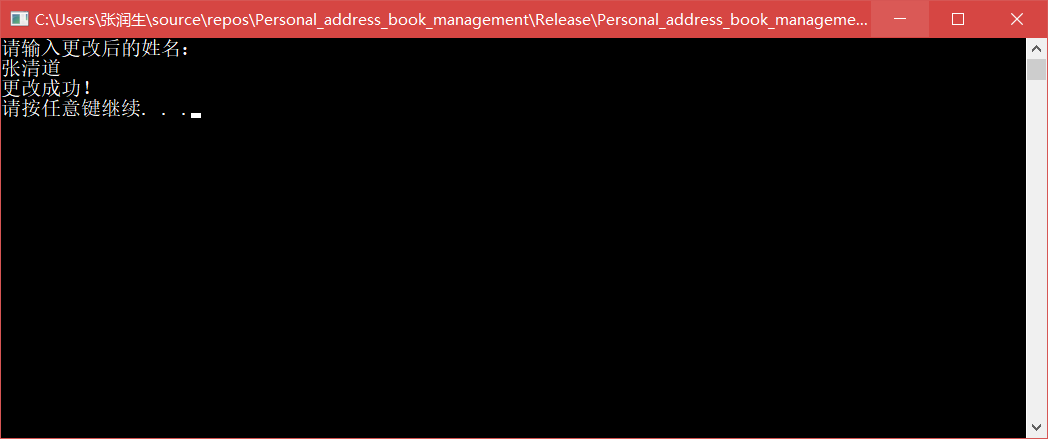 C:\Users\张润生\source\repos\Personal_address_book_management\Release\Personal_address_book_manageme...
请输入更改后的姓名:
张清道
更改成功!
请按任意键继续. . .